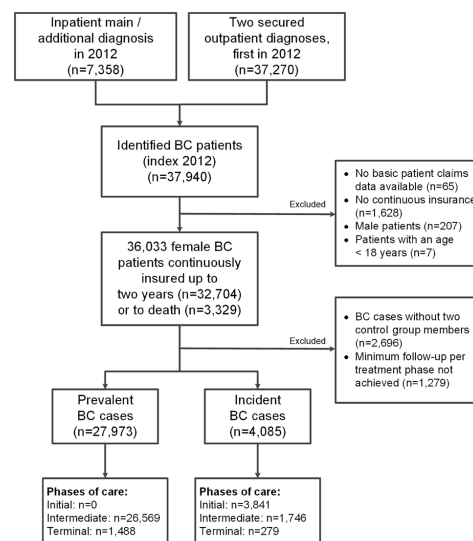 Inpatient main /
additional diagnosis
in 2012
(n=7,358)
Two secured
outpatient diagnoses,
first in 2012
(n=37,270)
Identified BC patients
(index 2012)
(n=37,940)
Excluded
• No basic patient claims
data available (n=65)
• No continuous insurance
(n=1,628)
• Male patients (n=207)
• Patients with an age
< 18 years (n=7)
36,033 female BC
patients continuously
insured up to
two years (n=32,704)
or to death (n=3,329)
Excluded
• BC cases without two
control group members
(n=2,696)
• Minimum follow-up per
treatment phase not
achieved (n=1,279)
Prevalent
BC cases
(n=27,973)
Incident
BC cases
(n=4,085)
Phases of care:
Initial: n=0
Intermediate: n=26,569
Terminal: n=1,488
Phases of care:
Initial: n=3,841
Intermediate: n=1,746
Terminal: n=279